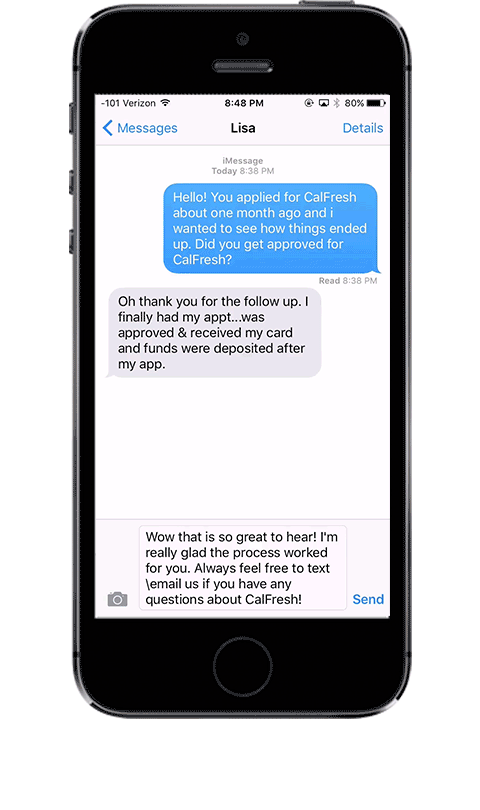 -101 Verizon 8:48 PM 80%
Messages Lisa Details
iMessage
Today 8:38 PM
Hello! You applied for CalFresh
about one month ago and i
wanted to see how things ended
up. Did you get approved for
CalFresh?
Read 8:38 PM
Oh thank you for the follow up. I
finally had my appt...was
approved & received my card
and funds were deposited after
my app.
Wow that is so great to hear! I'm
really glad the process worked
for you. Always feel free to text
\email us if you have any
questions about CalFresh!
Send